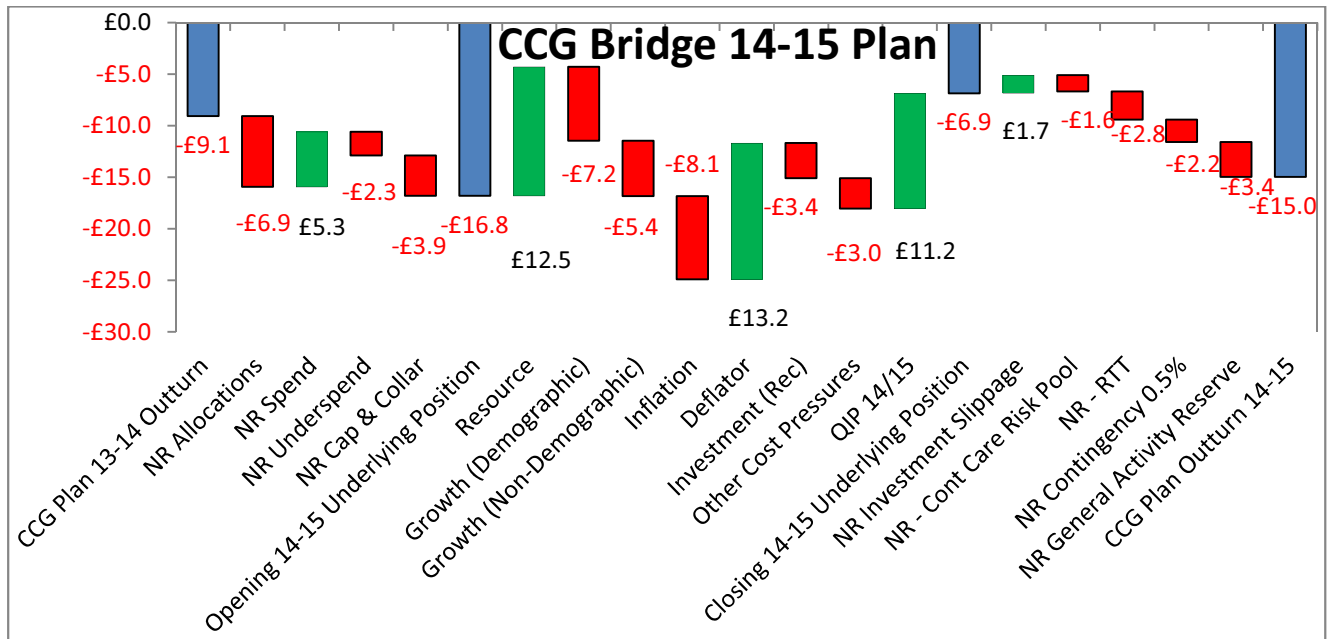 CCG Bridge 14-15 Plan
£0.0
-£5.0
-£10.0
-£15.0
-£20.0
-£25.0
-£30.0
-£9.1
-£6.9
£5.3
-£2.3
-£3.9
-£16.8
£12.5
-£7.2
-£5.4
-£8.1
£13.2
-£3.4
-£3.0
£11.2
-£6.9
£1.7
-£1.6
-£2.8
-£2.2
-£3.4
-£15.0
CCG Plan 13-14 Outturn
NR Allocations
NR Spend
NR Underspend
NR Cap & Collar
Opening 14-15 Underlying Position
Resource
Growth (Demographic)
Growth (Non-Demographic)
Inflation
Deflator
Investment (Rec)
Other Cost Pressures
QIP 14/15
Closing 14-15 Underlying Position
NR Investment Slippage
NR - Cont Care Risk Pool
NR - RTT
NR Contingency 0.5%
NR General Activity Reserve
CCG Plan Outturn 14-15